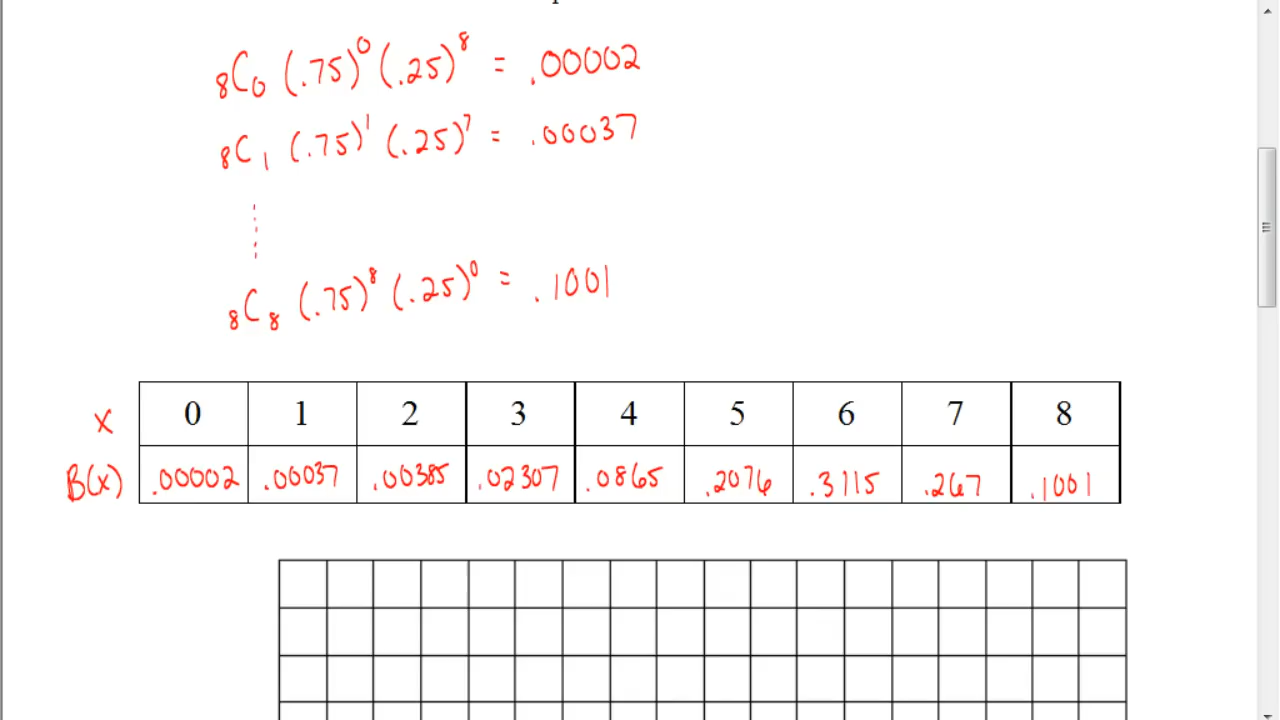 ₈C₀ (.75)⁰ (.25)⁸ = .00002
₈C₁ (.75)¹ (.25)⁷ = .00037
₈C₈ (.75)⁸ (.25)⁰ = .1001
x 0 1 2 3 4 5 6 7 8
B(x) .00002 .00037 .00385 .02307 .0865 .2076 .3115 .267 .1001